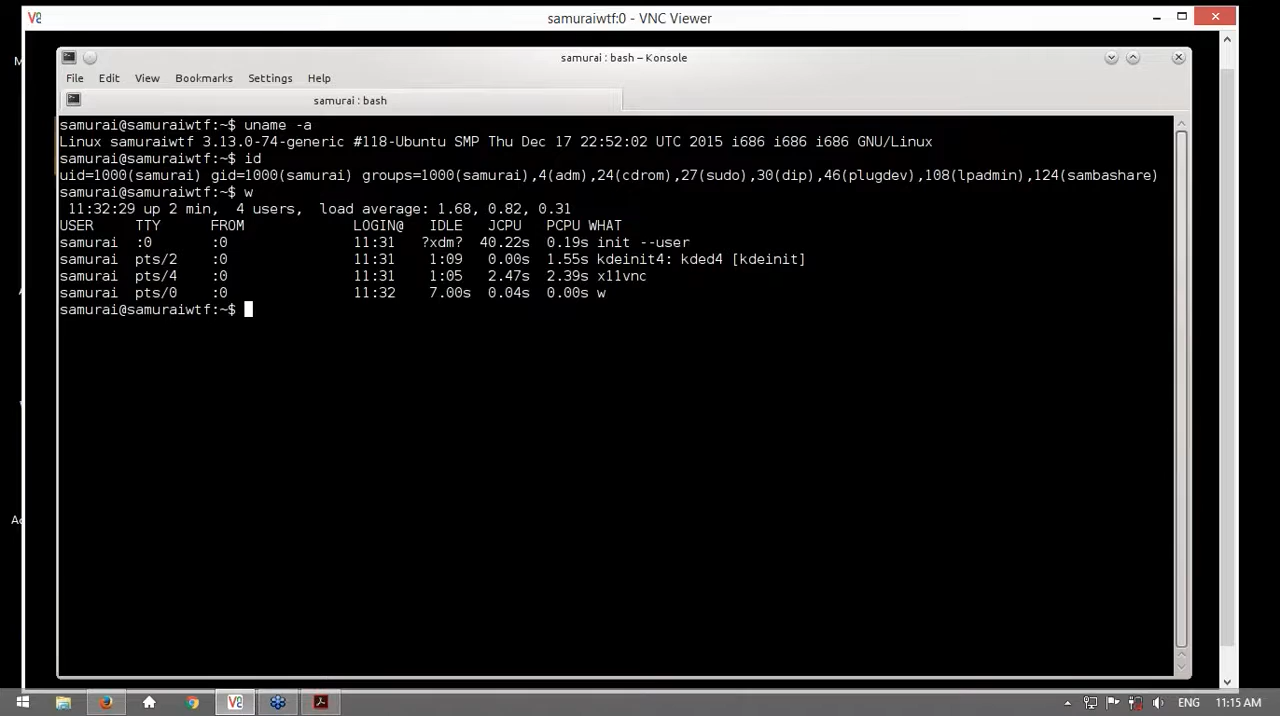 samuraiwtf:0 - VNC Viewer
samurai : bash – Konsole
File Edit View Bookmarks Settings Help
samurai : bash
samurai@samuraiwtf:~$ uname -a
Linux samuraiwtf 3.13.0-74-generic #118-Ubuntu SMP Thu Dec 17 22:52:02 UTC 2015 i686 i686 i686 GNU/Linux
samurai@samuraiwtf:~$ id
uid=1000(samurai) gid=1000(samurai) groups=1000(samurai),4(adm),24(cdrom),27(sudo),30(dip),46(plugdev),108(lpadmin),124(sambashare)
samurai@samuraiwtf:~$ w
11:32:29 up 2 min, 4 users, load average: 1.68, 0.82, 0.31
USER TTY FROM LOGIN@ IDLE JCPU PCPU WHAT
samurai :0 :0 11:31 ?xdm? 40.22s 0.19s init --user
samurai pts/2 :0 11:31 1:09 0.00s 1.55s kdeinit4: kded4 [kdeinit]
samurai pts/4 :0 11:31 1:05 2.47s 2.39s x11vnc
samurai pts/0 :0 11:32 7.00s 0.04s 0.00s w
samurai@samuraiwtf:~$
ENG 11:15 AM